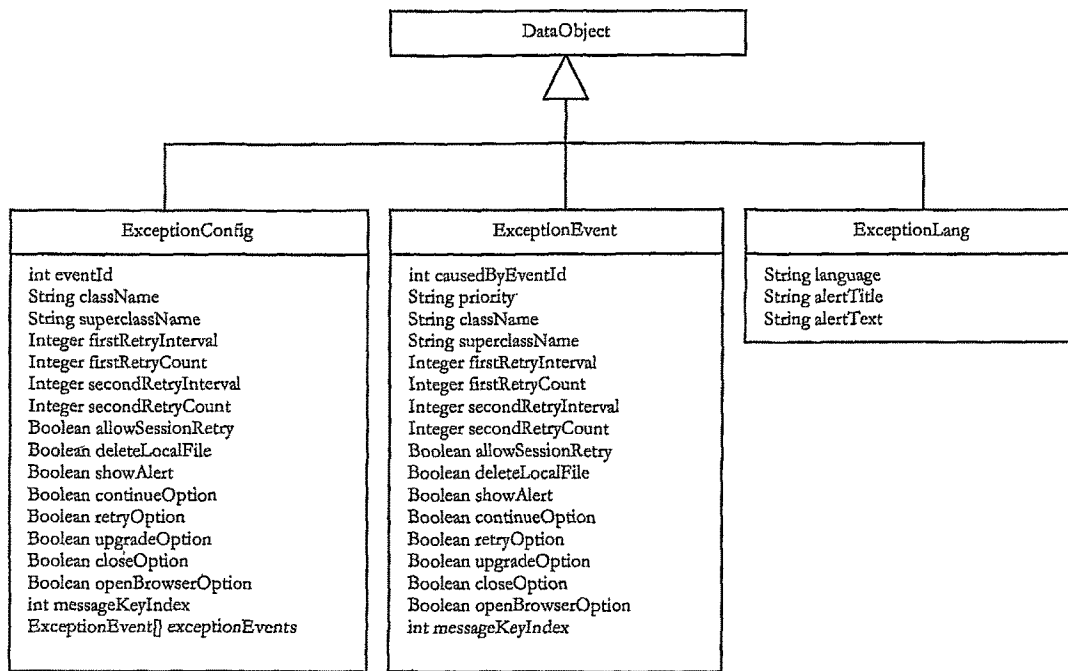 DataObject
ExceptionConfig
int eventId
String className
String superclassName
Integer firstRetryInterval
Integer firstRetryCount
Integer secondRetryInterval
Integer secondRetryCount
Boolean allowSessionRetry
Boolean deleteLocalFile
Boolean showAlert
Boolean continueOption
Boolean retryOption
Boolean upgradeOption
Boolean closeOption
Boolean openBrowserOption
int messageKeyIndex
ExceptionEvent[] exceptionEvents
ExceptionEvent
int causedByEventId
String priority
String className
String superclassName
Integer firstRetryInterval
Integer firstRetryCount
Integer secondRetryInterval
Integer secondRetryCount
Boolean allowSessionRetry
Boolean deleteLocalFile
Boolean showAlert
Boolean continueOption
Boolean retryOption
Boolean upgradeOption
Boolean closeOption
Boolean openBrowserOption
int messageKeyIndex
ExceptionLang
String language
String alertTitle
String alertText